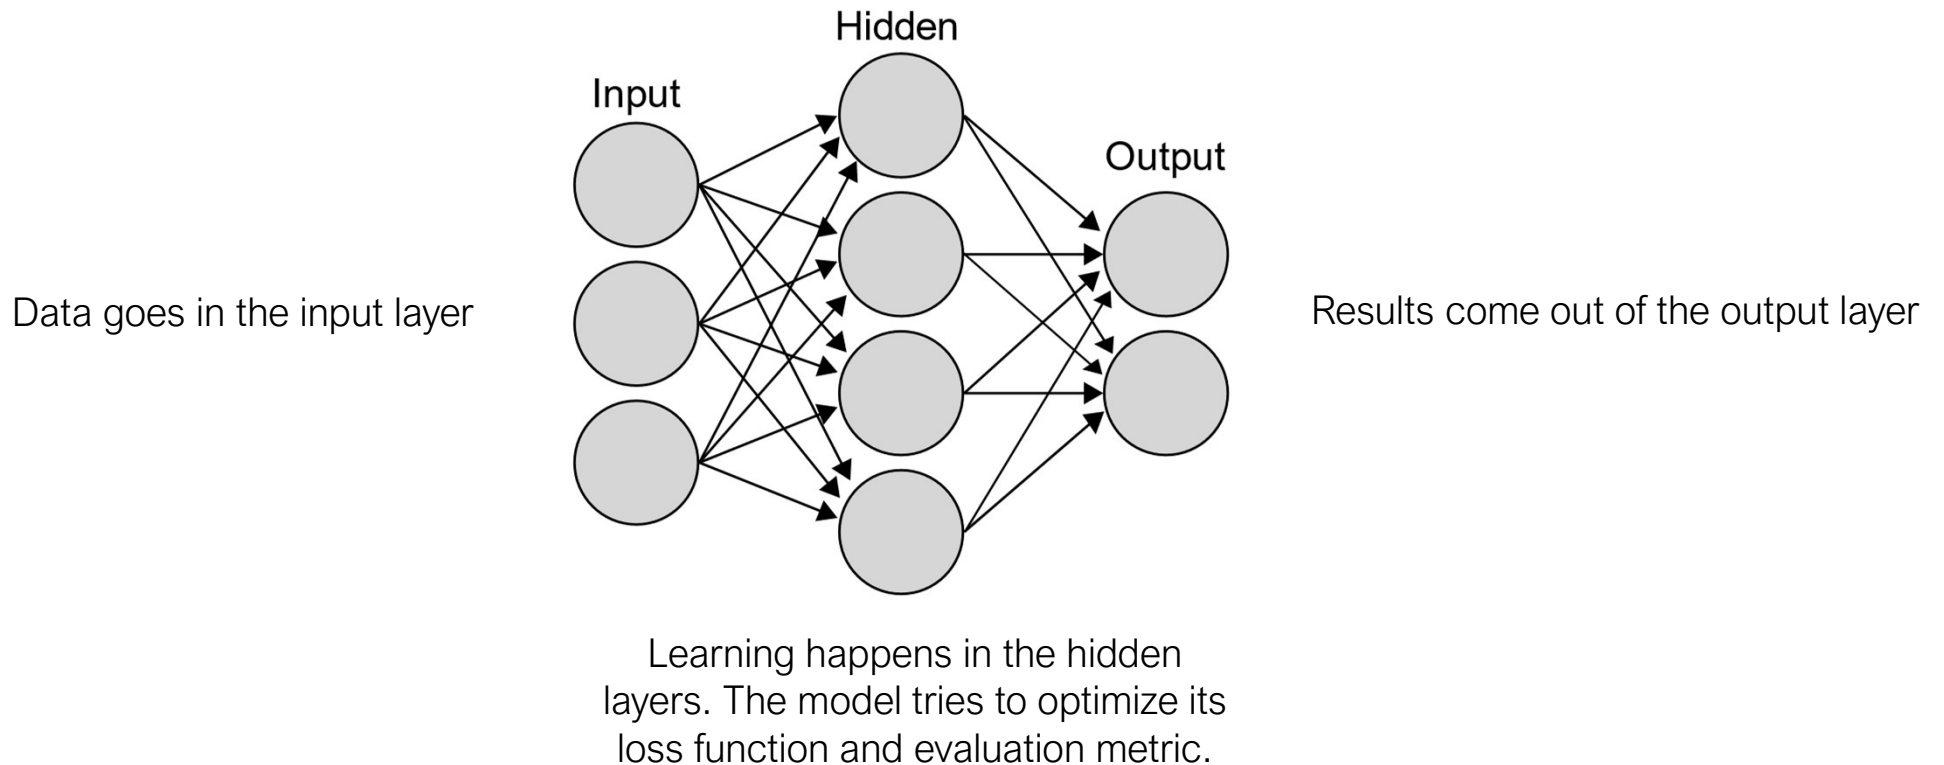 Hidden
Input
Output
Data goes in the input layer
Results come out of the output layer
Learning happens in the hidden
layers. The model tries to optimize its
loss function and evaluation metric.